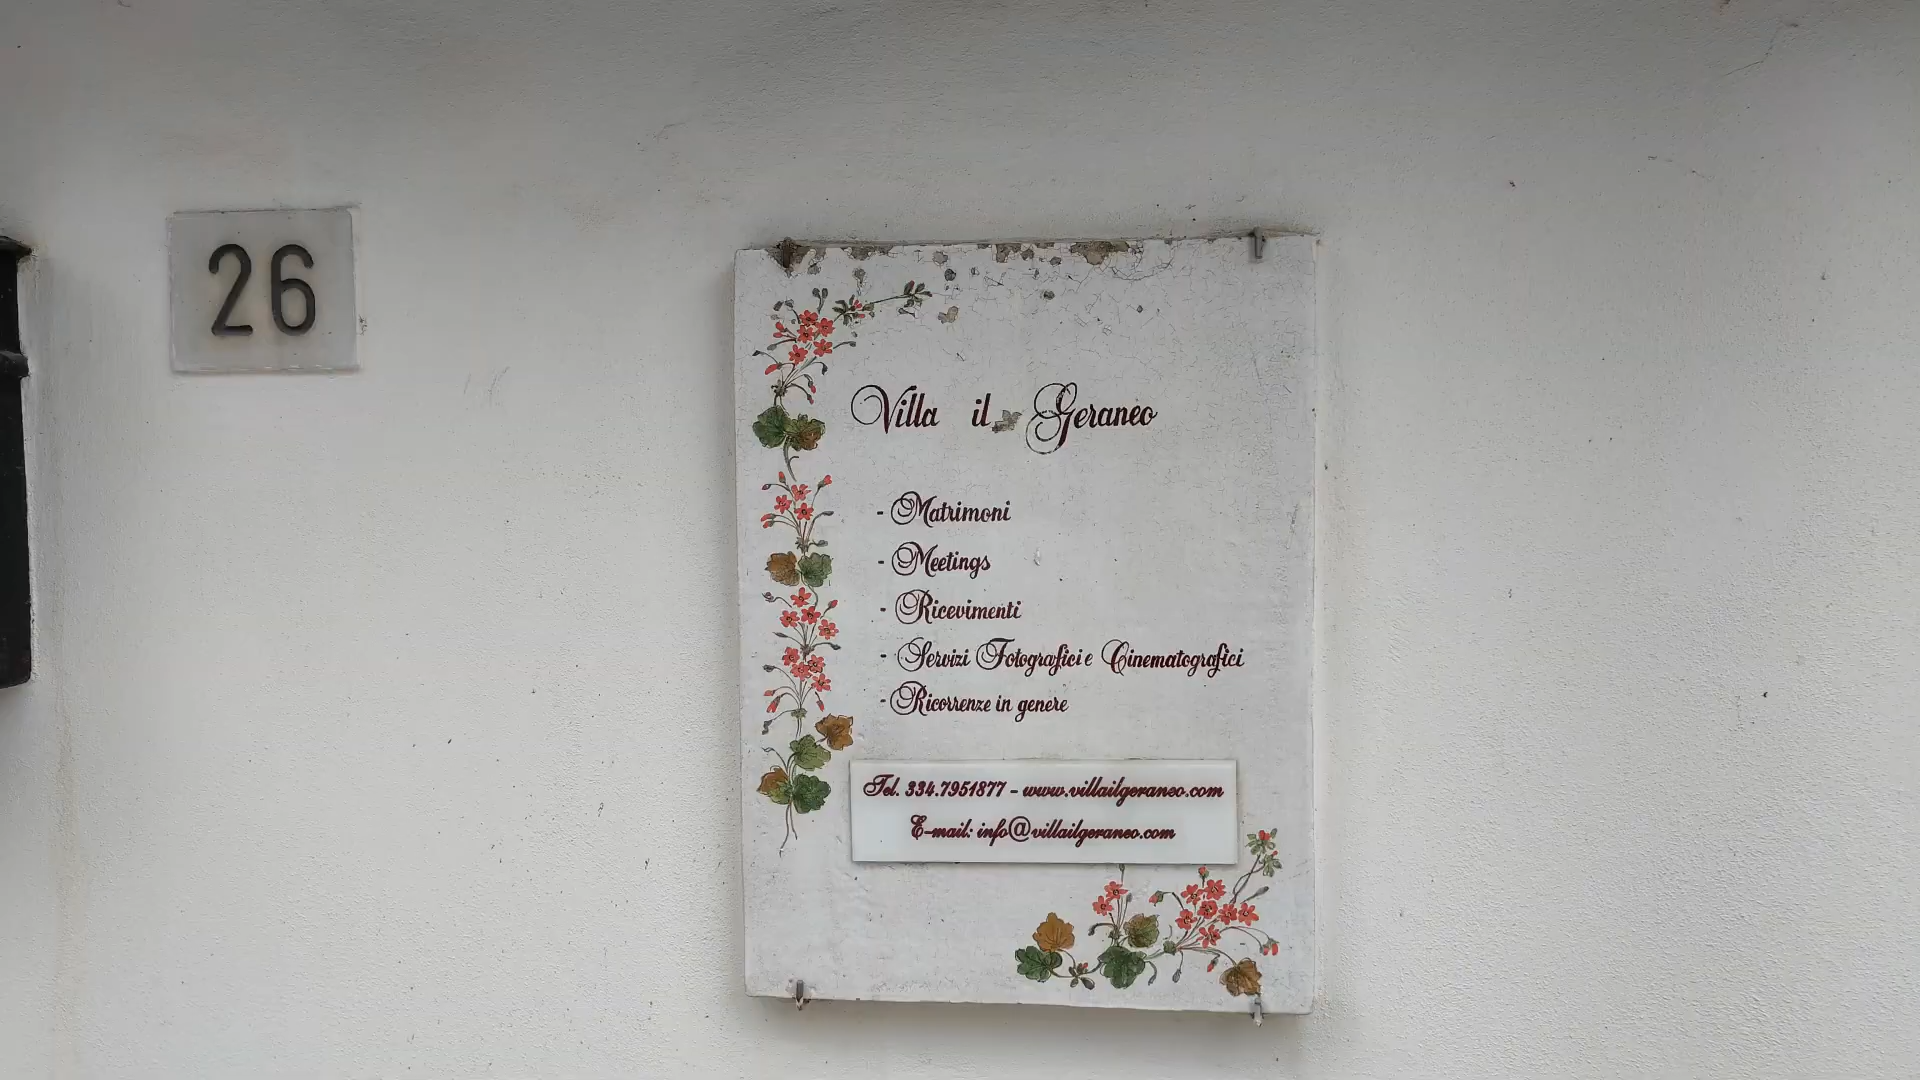 26
Villa il Geraneo
- Matrimoni
- Meetings
- Ricevimenti
- Servizi Fotografici e Cinematografici
- Ricorrenze in genere
Tel. 334.7951877 - www.villailgeraneo.com
E-mail: info@villailgeraneo.com